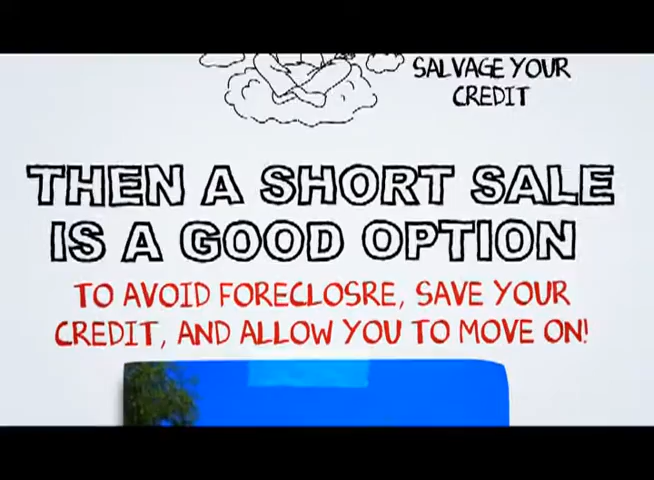 SALVAGE YOUR
CREDIT
THEN A SHORT SALE
IS A GOOD OPTION
TO AVOID FORECLOSRE, SAVE YOUR
CREDIT, AND ALLOW YOU TO MOVE ON!